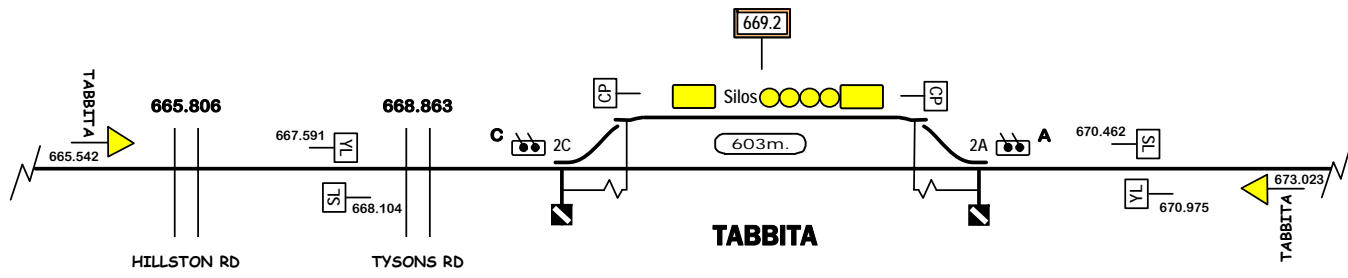 669.2
TABBITA
665.542
665.806
HILLSTON RD
667.591
YL
SL
668.104
668.863
TYSONS RD
C
2C
CP
Silos
CP
603m.
2A
A
TABBITA
670.462
SL
YL
670.975
673.023
TABBITA